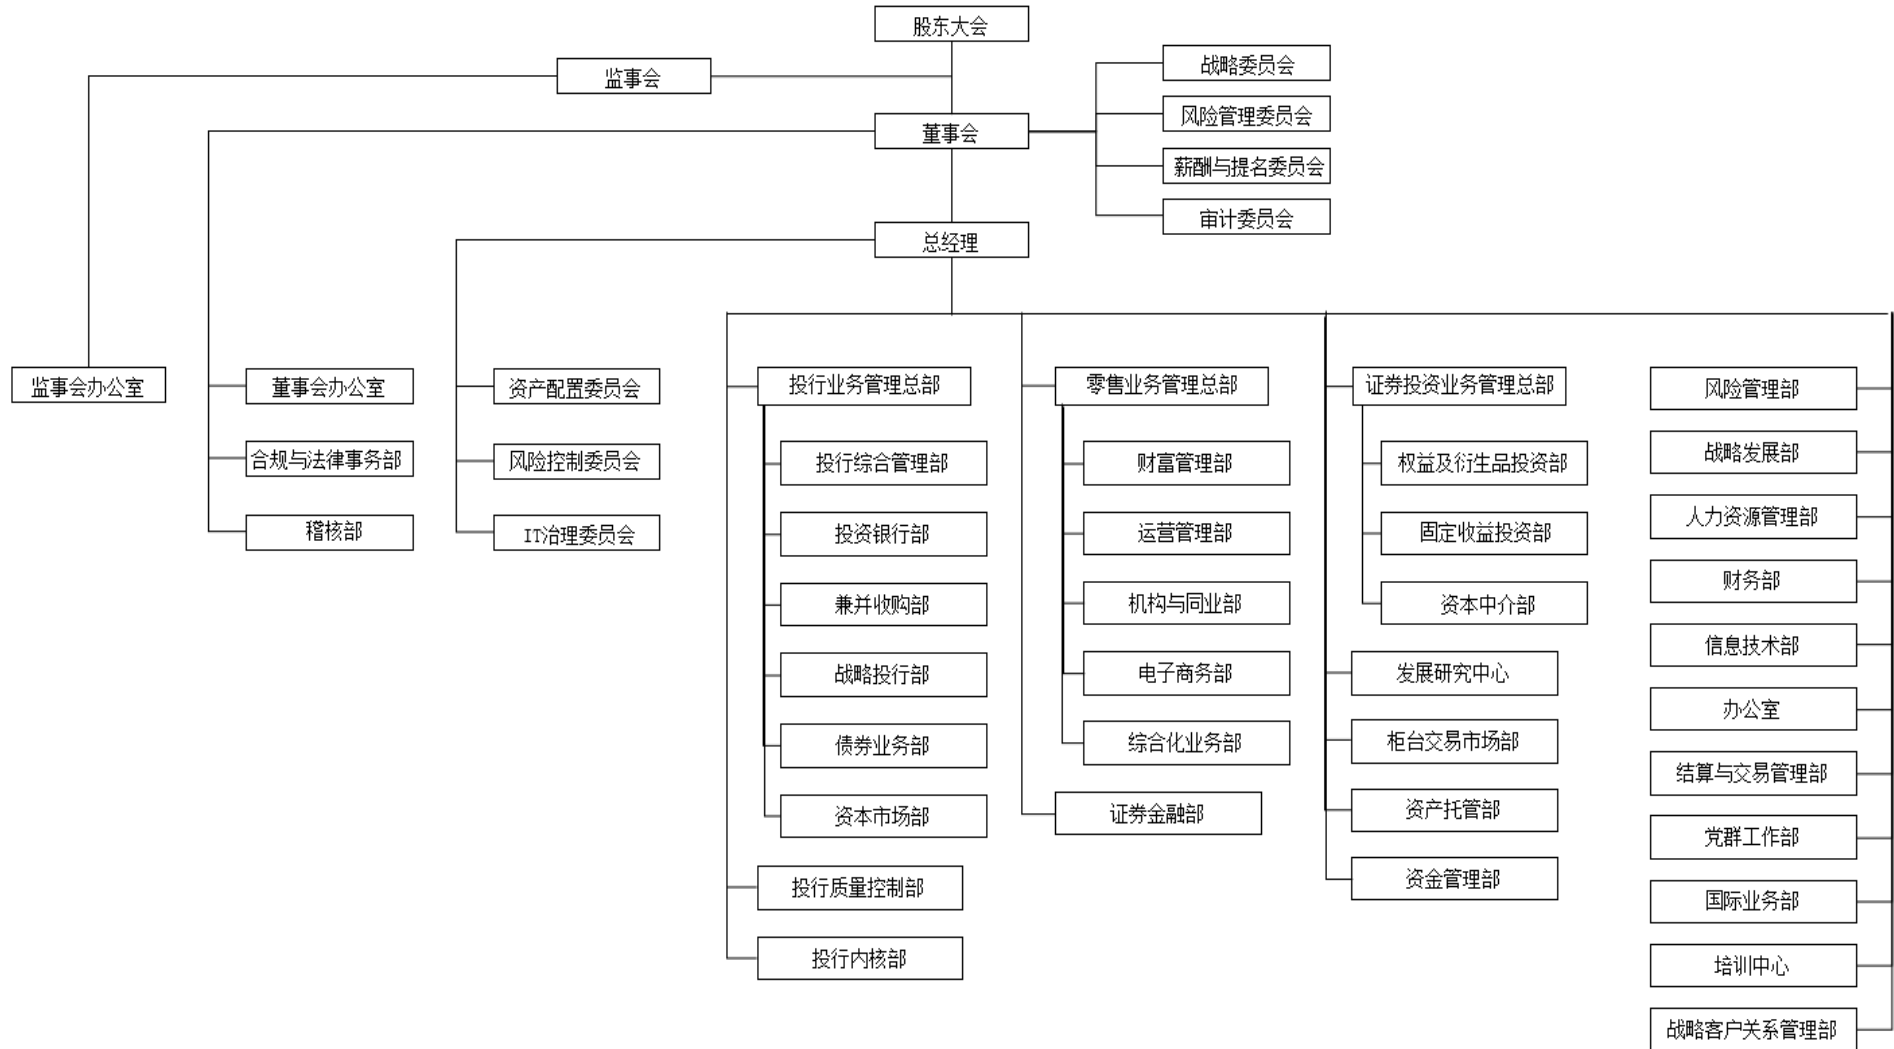 股东大会
监事会
战略委员会
风险管理委员会
董事会
薪酬与提名委员会
审计委员会
总经理
监事会办公室
董事会办公室
合规与法律事务部
稽核部
资产配置委员会
风险控制委员会
IT治理委员会
投行业务管理总部
投行综合管理部
投资银行部
兼并收购部
战略投行部
债券业务部
资本市场部
投行质量控制部
投行内核部
零售业务管理总部
财富管理部
运营管理部
机构与同业部
电子商务部
综合化业务部
证券金融部
证券投资业务管理总部
权益及衍生品投资部
固定收益投资部
资本中介部
发展研究中心
柜台交易市场部
资产托管部
资金管理部
风险管理部
战略发展部
人力资源管理部
财务部
信息技术部
办公室
结算与交易管理部
党群工作部
国际业务部
培训中心
战略客户关系管理部